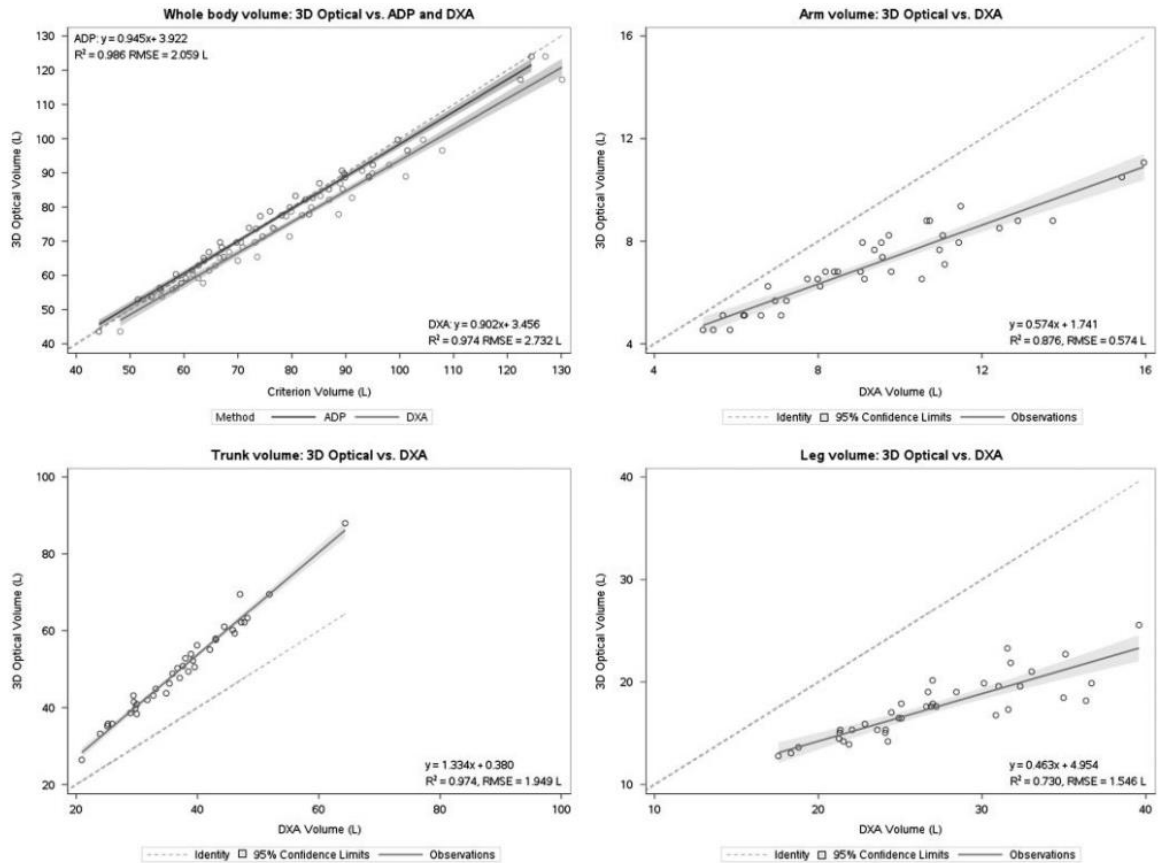 Whole body volume: 3D Optical vs. ADP and DXA
3D Optical Volume (L)
130
120
110
100
90
80
70
60
50
40
ADP: y = 0.945x+ 3.922
R² = 0.986 RMSE = 2.059 L
DXA: y = 0.902x+ 3.456
R² = 0.974 RMSE = 2.732 L
40 50 60 70 80 90 100 110 120 130
Criterion Volume (L)
Method ADP DXA
Arm volume: 3D Optical vs. DXA
3D Optical Volume (L)
16
12
8
4
y = 0.574x + 1.741
R² = 0.876, RMSE = 0.574 L
4 8 12 16
DXA Volume (L)
Identity 95% Confidence Limits Observations
Trunk volume: 3D Optical vs. DXA
3D Optical Volume (L)
100
80
60
40
20
y = 1.334x + 0.380
R² = 0.974, RMSE = 1.949 L
20 40 60 80 100
DXA Volume (L)
Identity 95% Confidence Limits Observations
Leg volume: 3D Optical vs. DXA
3D Optical Volume (L)
40
30
20
10
y = 0.463x + 4.954
R² = 0.730, RMSE = 1.546 L
10 20 30 40
DXA Volume (L)
Identity 95% Confidence Limits Observations